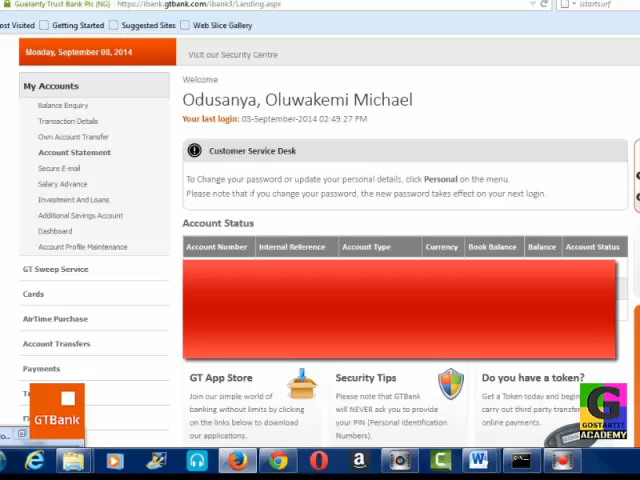 Guaranty Trust Bank Plc (NG)
https://ibank.gtbank.com/ibank3/Landing.aspx
istartsurf
ost Visited
Getting Started
Suggested Sites
Web Slice Gallery
Monday, September 08, 2014
Visit our Security Centre
My Accounts
Balance Enquiry
Transaction Details
Own Account Transfer
Account Statement
Secure E-mail
Salary Advance
Investment And Loans
Additional Savings Account
Dashboard
Account Profile Maintenance
GT Sweep Service
Cards
AirTime Purchase
Account Transfers
Payments
Welcome
Odusanya, Oluwakemi Michael
Your last login: 03-September-2014 02:49:27 PM
Customer Service Desk
To Change your password or update your personal details, click Personal on the menu.
Please note that if you change your password, the new password takes effect on your next login.
Account Status
Account Number Internal Reference Account Type Currency Book Balance Balance Account Status
GT App Store
Join our simple world of
banking without limits by clicking
on the links below to download
our applications.
Security Tips
Please note that GTBank
will NEVER ask you to provide
your PIN (Personal Identification
Numbers).
Do you have a token?
Get a Token today and begin
carry out third party transfer
online payments.
GTBank
G
GOSTARTIT
ACADEMY